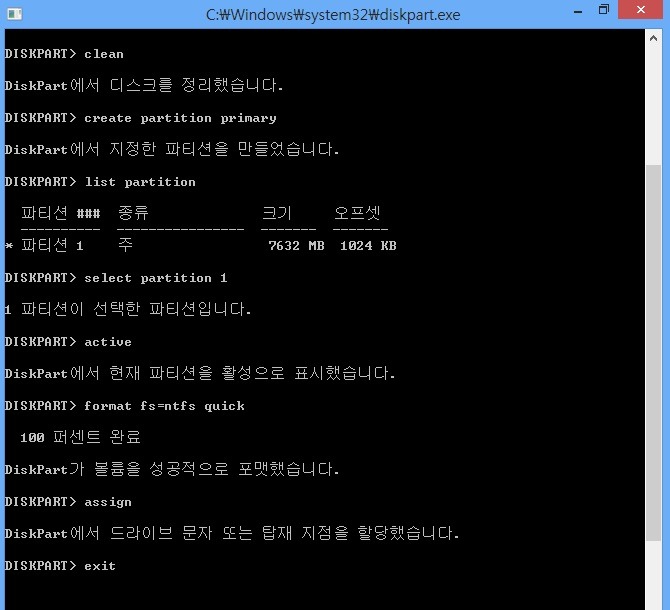 C:₩Windows₩system32₩diskpart.exe
DISKPART> clean
DiskPart에서 디스크를 정리했습니다.
DISKPART> create partition primary
DiskPart에서 지정한 파티션을 만들었습니다.
DISKPART> list partition
파티션 ### 종류 크기 오프셋
---------- ---------------- ------- -------
* 파티션 1 주 7632 MB 1024 KB
DISKPART> select partition 1
1 파티션이 선택한 파티션입니다.
DISKPART> active
DiskPart에서 현재 파티션을 활성으로 표시했습니다.
DISKPART> format fs=ntfs quick
100 퍼센트 완료
DiskPart가 볼륨을 성공적으로 포맷했습니다.
DISKPART> assign
DiskPart에서 드라이브 문자 또는 탑재 지점을 할당했습니다.
DISKPART> exit